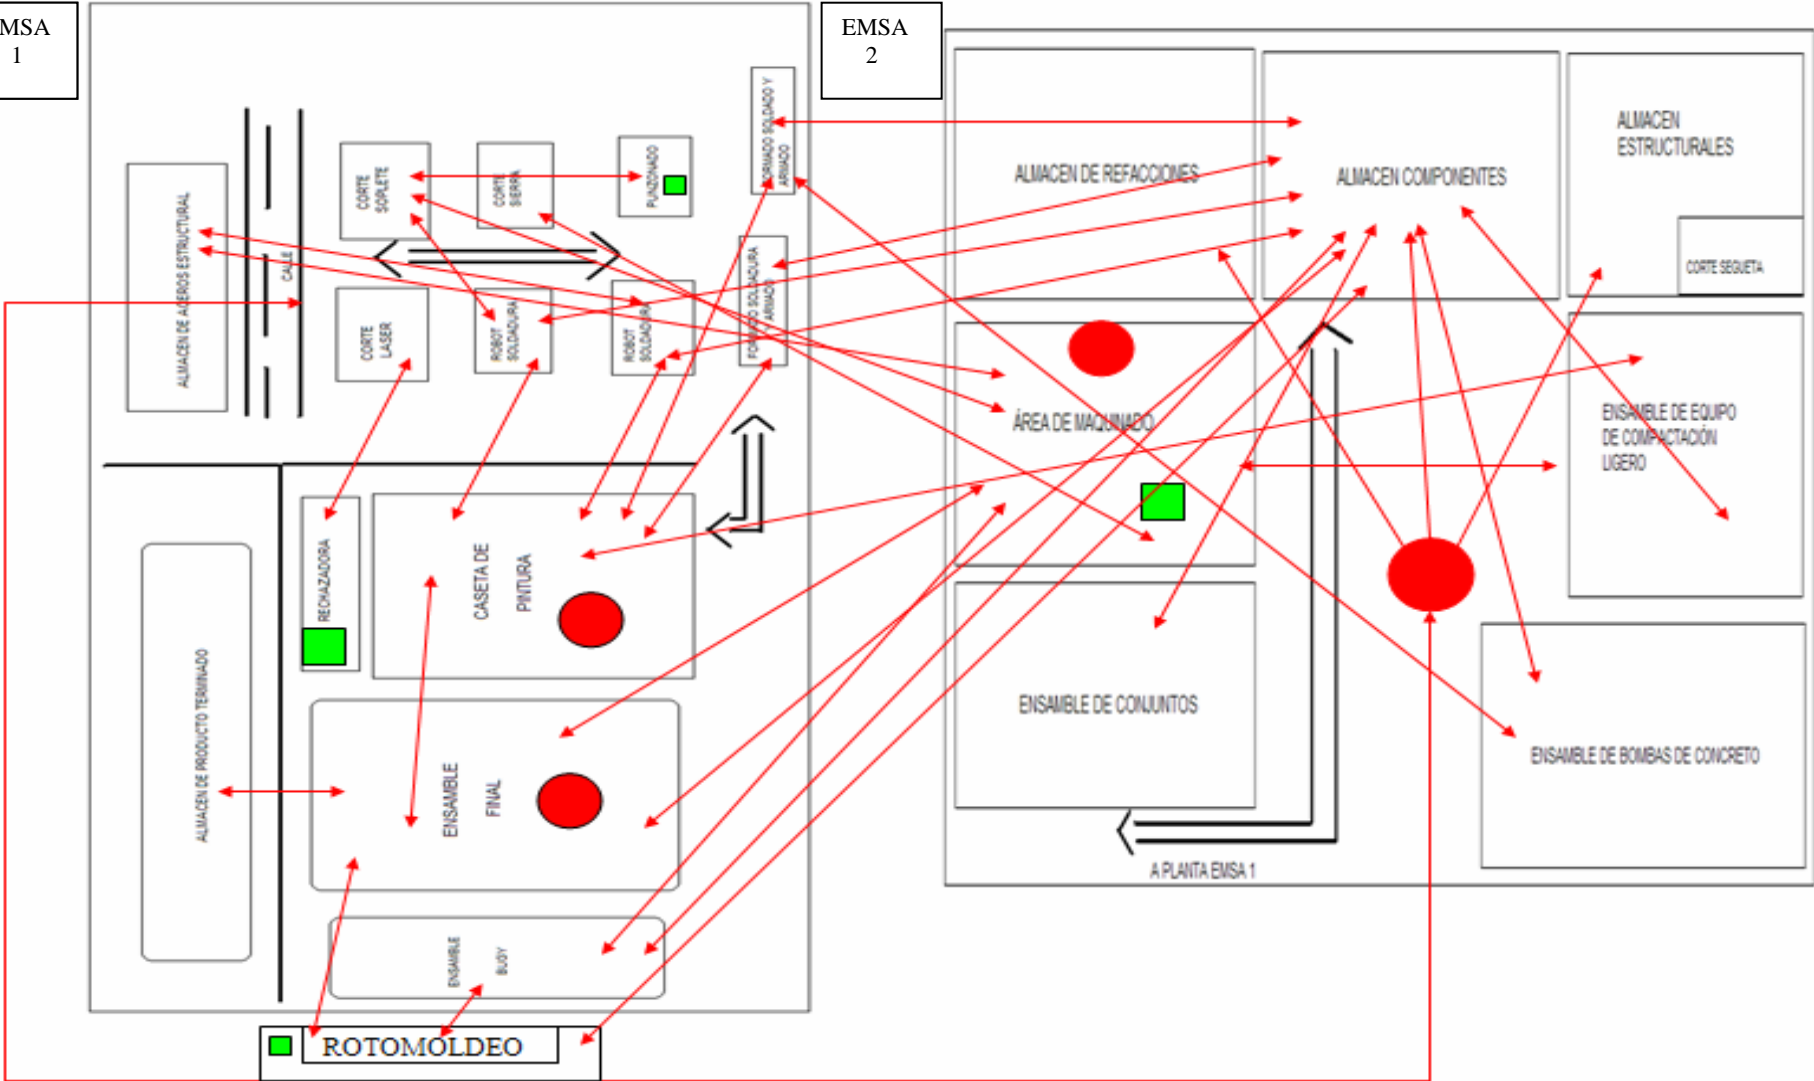 MSA
1
EMSA
2
ALMACEN DE ACEROS ESTRUCTURAL
CALLE
CORTE
SOPLETE
CORTE
SIERRA
PUNZONADO
FORMADO SOLDADO Y
ARMADO
CORTE
LASER
ROBOT
SOLDADURA
ROBOT
SOLDADURA
FORMADO SOLDADURA
ARMADO
RECHAZADORA
CASETA DE
PINTURA
ALMACEN DE PRODUCTO TERMINADO
ENSAMBLE
FINAL
ENSAMBLE
BUGY
ROTOMOLDEO
ALMACEN DE REFACCIONES
ALMACEN COMPONENTES
ALMACEN
ESTRUCTURALES
CORTE SEGUETA
ÁREA DE MAQUINADO
ENSAMBLE DE EQUIPO
DE COMPACTACIÓN
LIGERO
ENSAMBLE DE CONJUNTOS
ENSAMBLE DE BOMBAS DE CONCRETO
A PLANTA EMSA 1